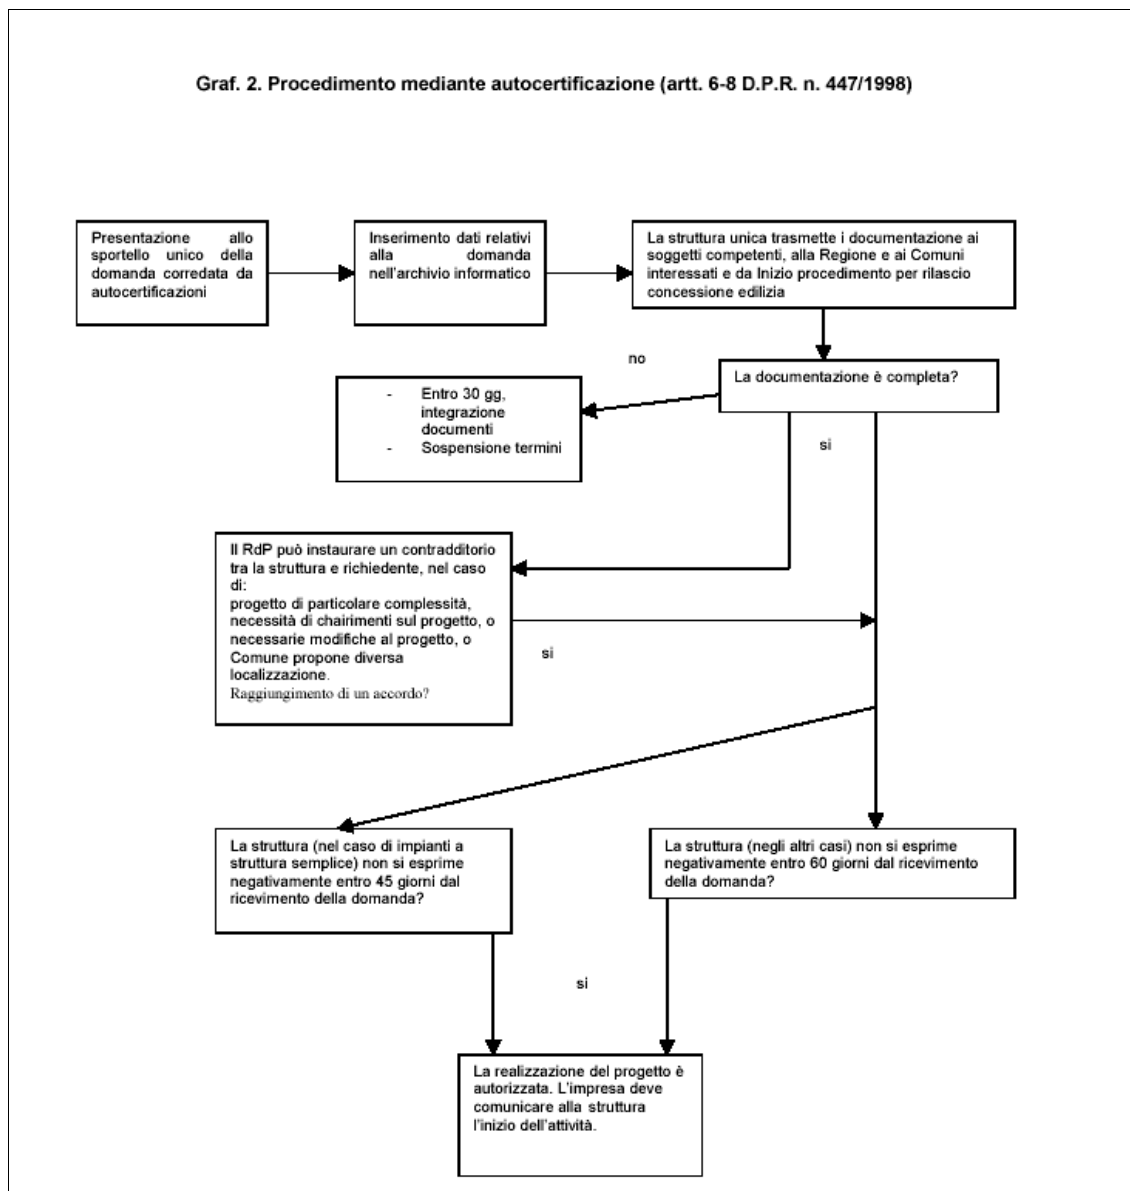 Graf. 2. Procedimento mediante autocertificazione (artt. 6-8 D.P.R. n. 447/1998)
Presentazione allo
sportello unico della
domanda corredata da
autocertificazioni
Inserimento dati relativi
alla domanda
nell'archivio informatico
La struttura unica trasmette i documentazione ai
soggetti competenti, alla Regione e ai Comuni
interessati e da Inizio procedimento per rilascio
concessione edilizia
no
La documentazione è completa?
- Entro 30 gg,
integrazione
documenti
- Sospensione termini
si
Il RdP può instaurare un contradditorio
tra la struttura e richiedente, nel caso
di:
progetto di particolare complessità,
necessità di chairimenti sul progetto, o
necessarie modifiche al progetto, o
Comune propone diversa
localizzazione.
Raggiungimento di un accordo?
si
La struttura (nel caso di impianti a
struttura semplice) non si esprime
negativamente entro 45 giorni dal
ricevimento della domanda?
La struttura (negli altri casi) non si esprime
negativamente entro 60 giorni dal ricevimento
della domanda?
si
La realizzazione del progetto è
autorizzata. L'impresa deve
comunicare alla struttura
l'inizio dell'attività.